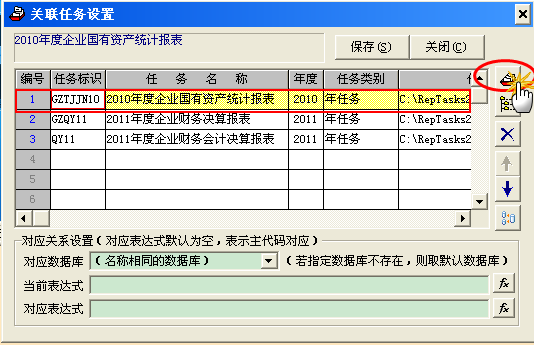 关联任务设置
2010年度企业国有资产统计报表
保存(S) 关闭(C)
编号 任务标识 任 务 名 称 年度 任务类别
1 GZTJJN10 2010年度企业国有资产统计报表 2010 年任务 C:\RepTasks2
2 GZQY11 2011年度企业财务决算报表 2011 年任务 C:\RepTasks2
3 QY11 2011年度企业财务会计决算报表 2011 年任务 C:\RepTasks2
4
5
6
对应关系设置(对应表达式默认为空,表示主代码对应)
对应数据库 (名称相同的数据库) (若指定数据库不存在,则取默认数据库)
当前表达式 fx
对应表达式 fx